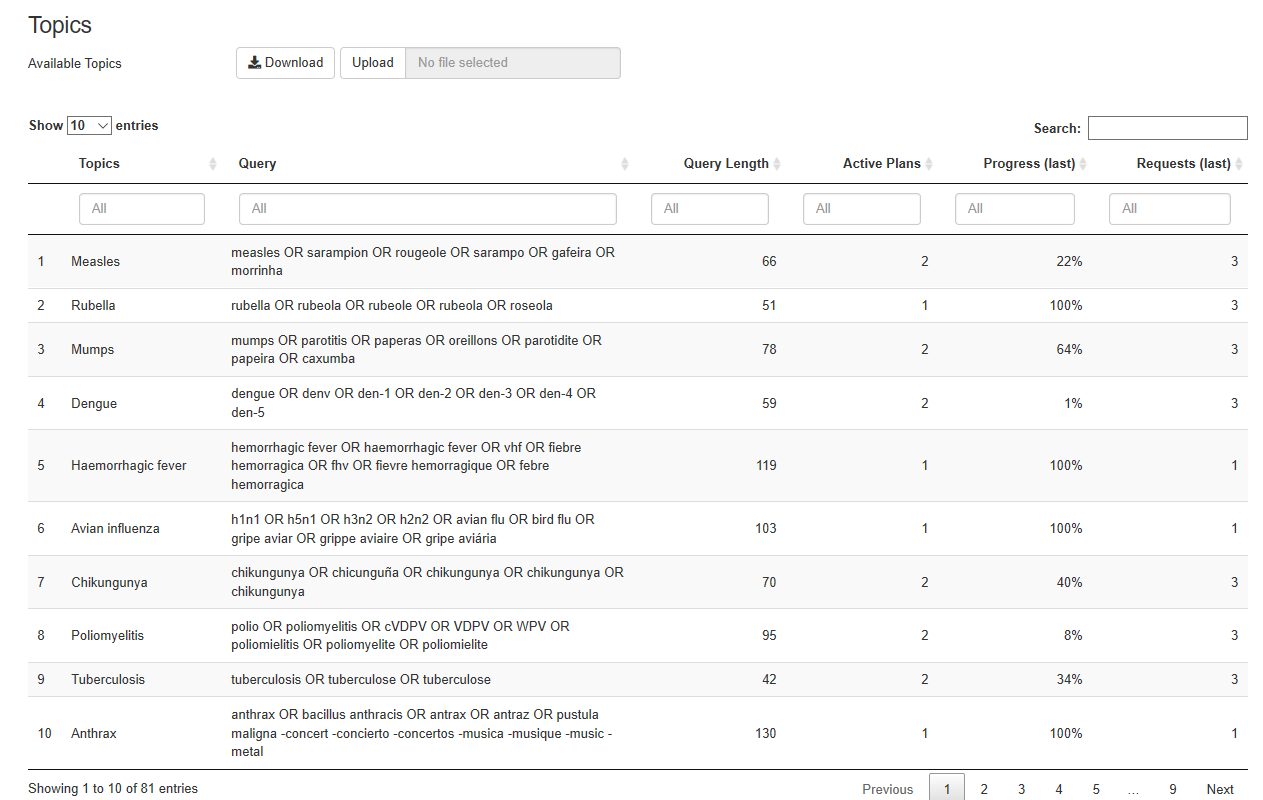 Topics
Available Topics Download Upload No file selected
Show 10 entries Search:
Topics Query Query Length Active Plans Progress (last) Requests (last)
All All All All All All
1 Measles measles OR sarampion OR rougeole OR sarampo OR gafeira OR 66 2 22% 3
morrinha
2 Rubella rubella OR rubeola OR rubeole OR rubeola OR roseola 51 1 100% 3
3 Mumps mumps OR parotitis OR paperas OR oreillons OR parotidite OR 78 2 64% 3
papeira OR caxumba
4 Dengue dengue OR denv OR den-1 OR den-2 OR den-3 OR den-4 OR 59 2 1% 3
den-5
5 Haemorrhagic fever hemorrhagic fever OR haemorrhagic fever OR vhf OR fiebre 119 1 100% 1
hemorragica OR fhv OR fievre hemorragique OR febre
hemorragica
6 Avian influenza h1n1 OR h5n1 OR h3n2 OR h2n2 OR avian flu OR bird flu OR 103 1 100% 1
gripe aviar OR grippe aviaire OR gripe aviária
7 Chikungunya chikungunya OR chicunguña OR chikungunya OR chikungunya OR 70 2 40% 3
chikungunya
8 Poliomyelitis polio OR poliomyelitis OR cVDPV OR VDPV OR WPV OR 95 2 8% 3
poliomielitis OR poliomyelite OR poliomielite
9 Tuberculosis tuberculosis OR tuberculose OR tuberculose 42 2 34% 3
10 Anthrax anthrax OR bacillus anthracis OR antrax OR antraz OR pustula 130 1 100% 1
maligna -concert -concierto -concertos -musica -musique -music -
metal
Showing 1 to 10 of 81 entries Previous 1 2 3 4 5 … 9 Next